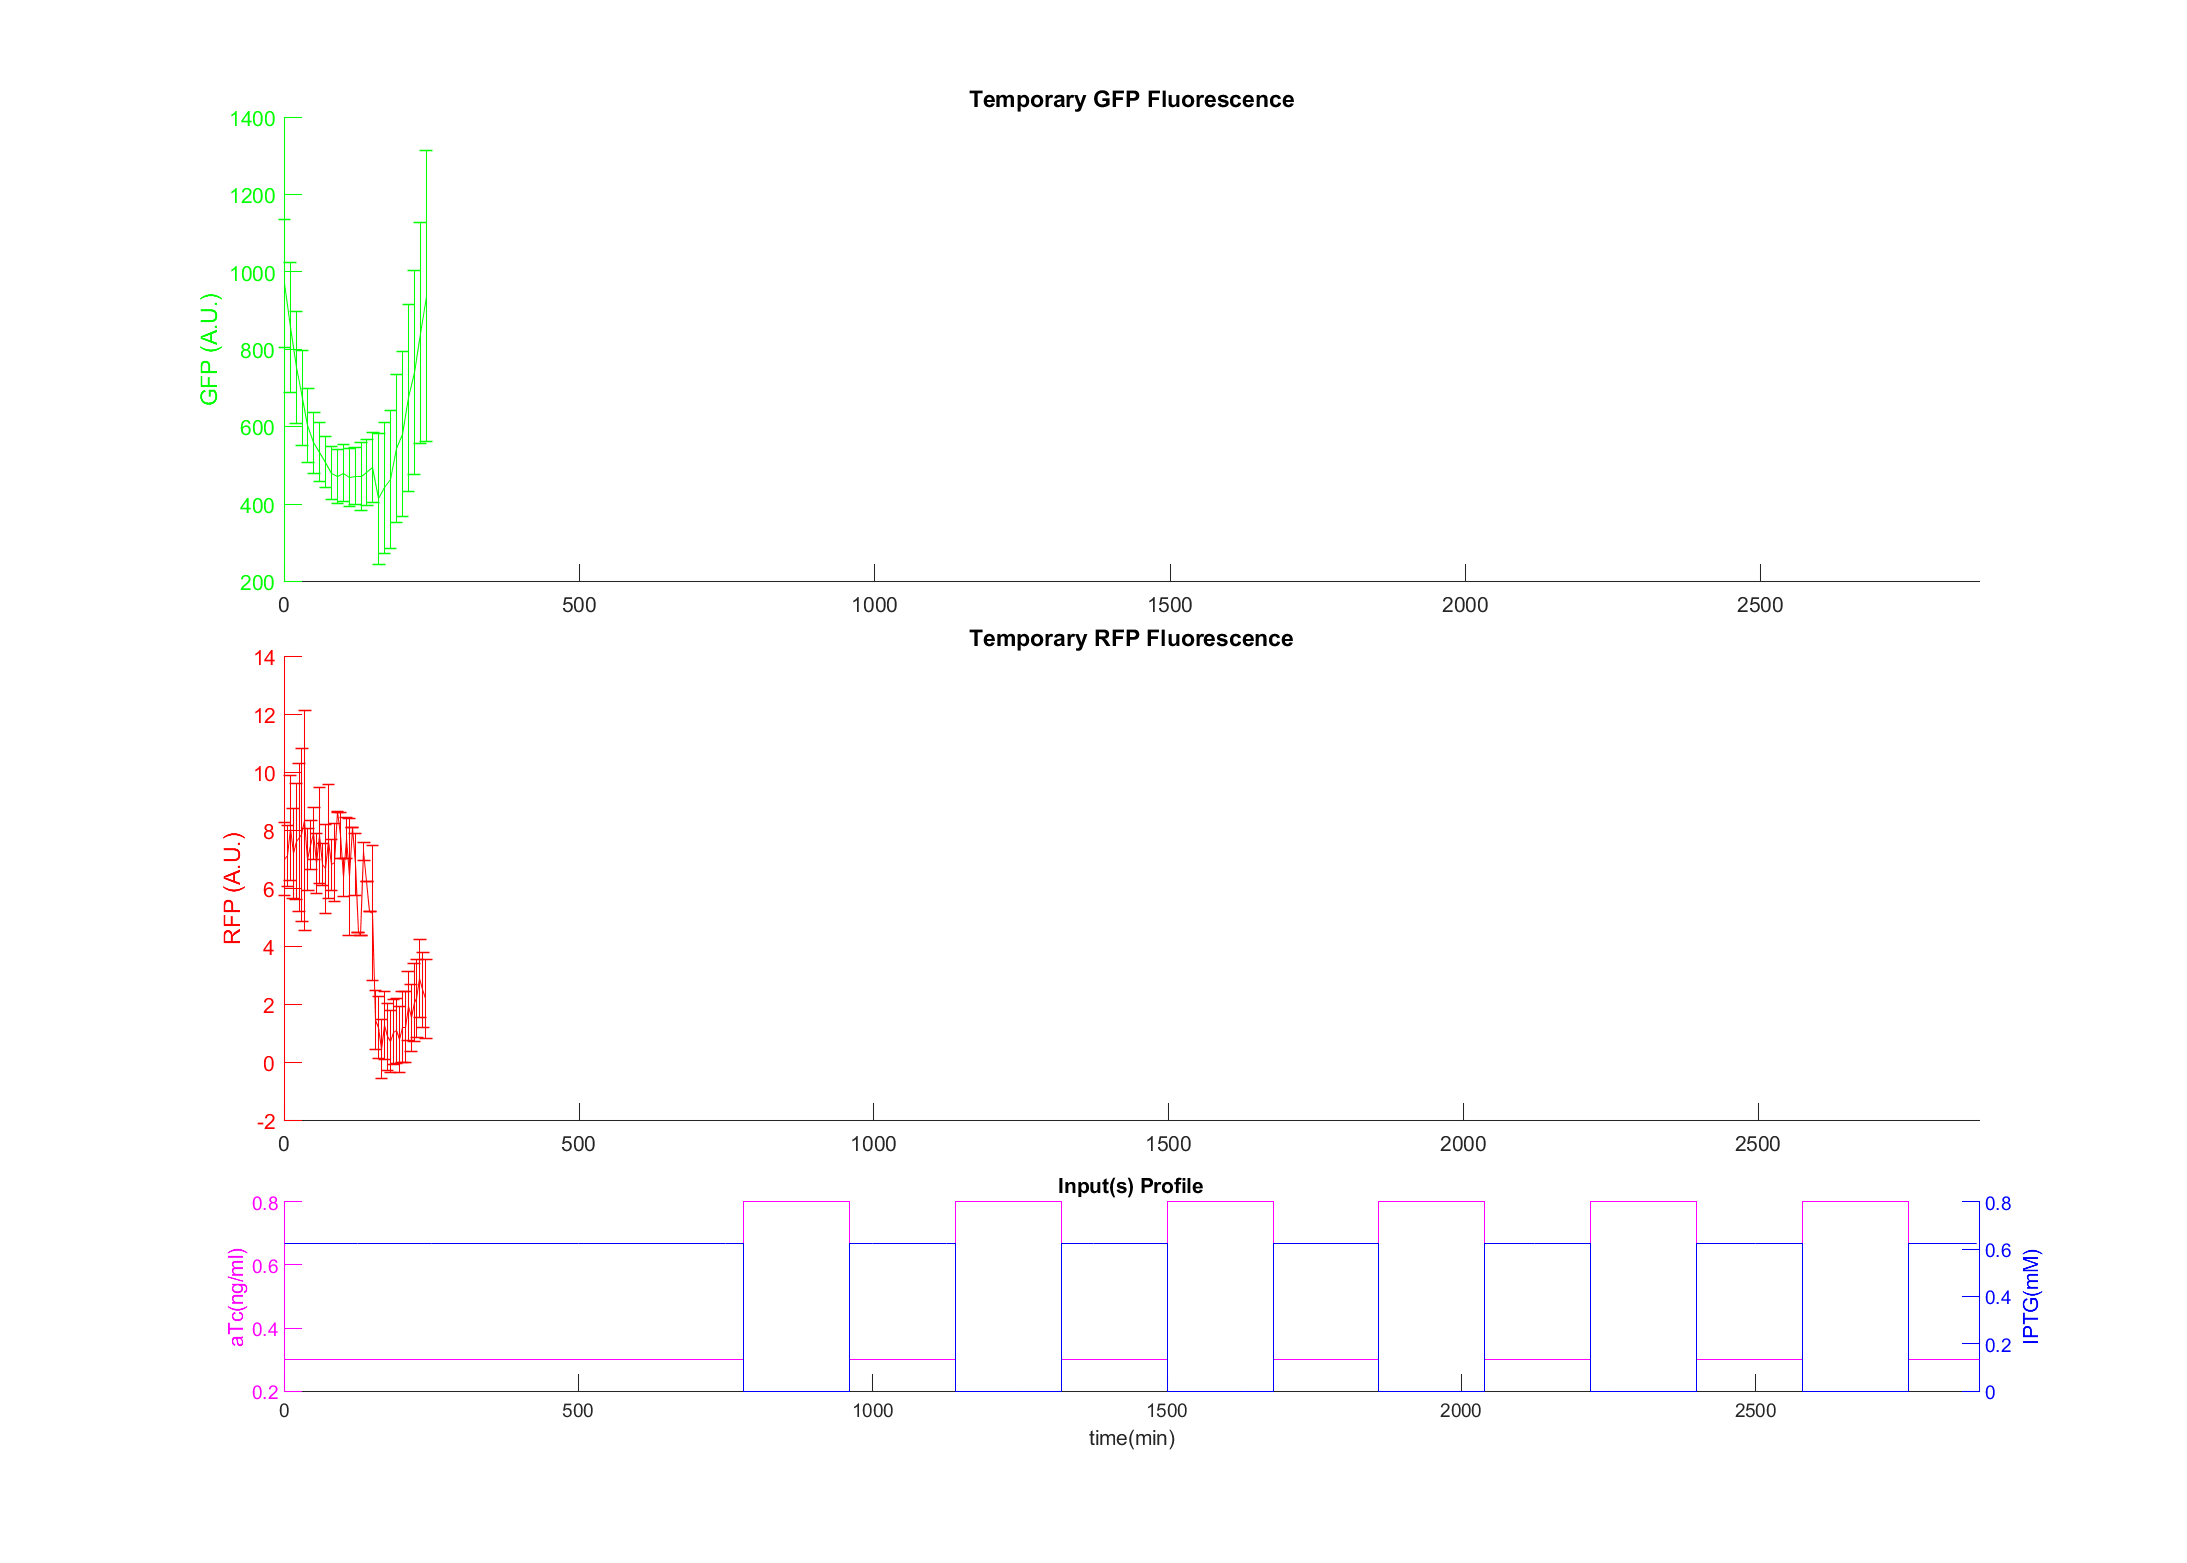 Temporary GFP Fluorescence
GFP (A.U.)
1400
1200
1000
800
600
400
200
0 500 1000 1500 2000 2500
Temporary RFP Fluorescence
RFP (A.U.)
14
12
10
8
6
4
2
0
-2
0 500 1000 1500 2000 2500
Input(s) Profile
aTc(ng/ml)
0.8
0.6
0.4
0.2
IPTG(mM)
0.8
0.6
0.4
0.2
0
0 500 1000 1500 2000 2500
time(min)